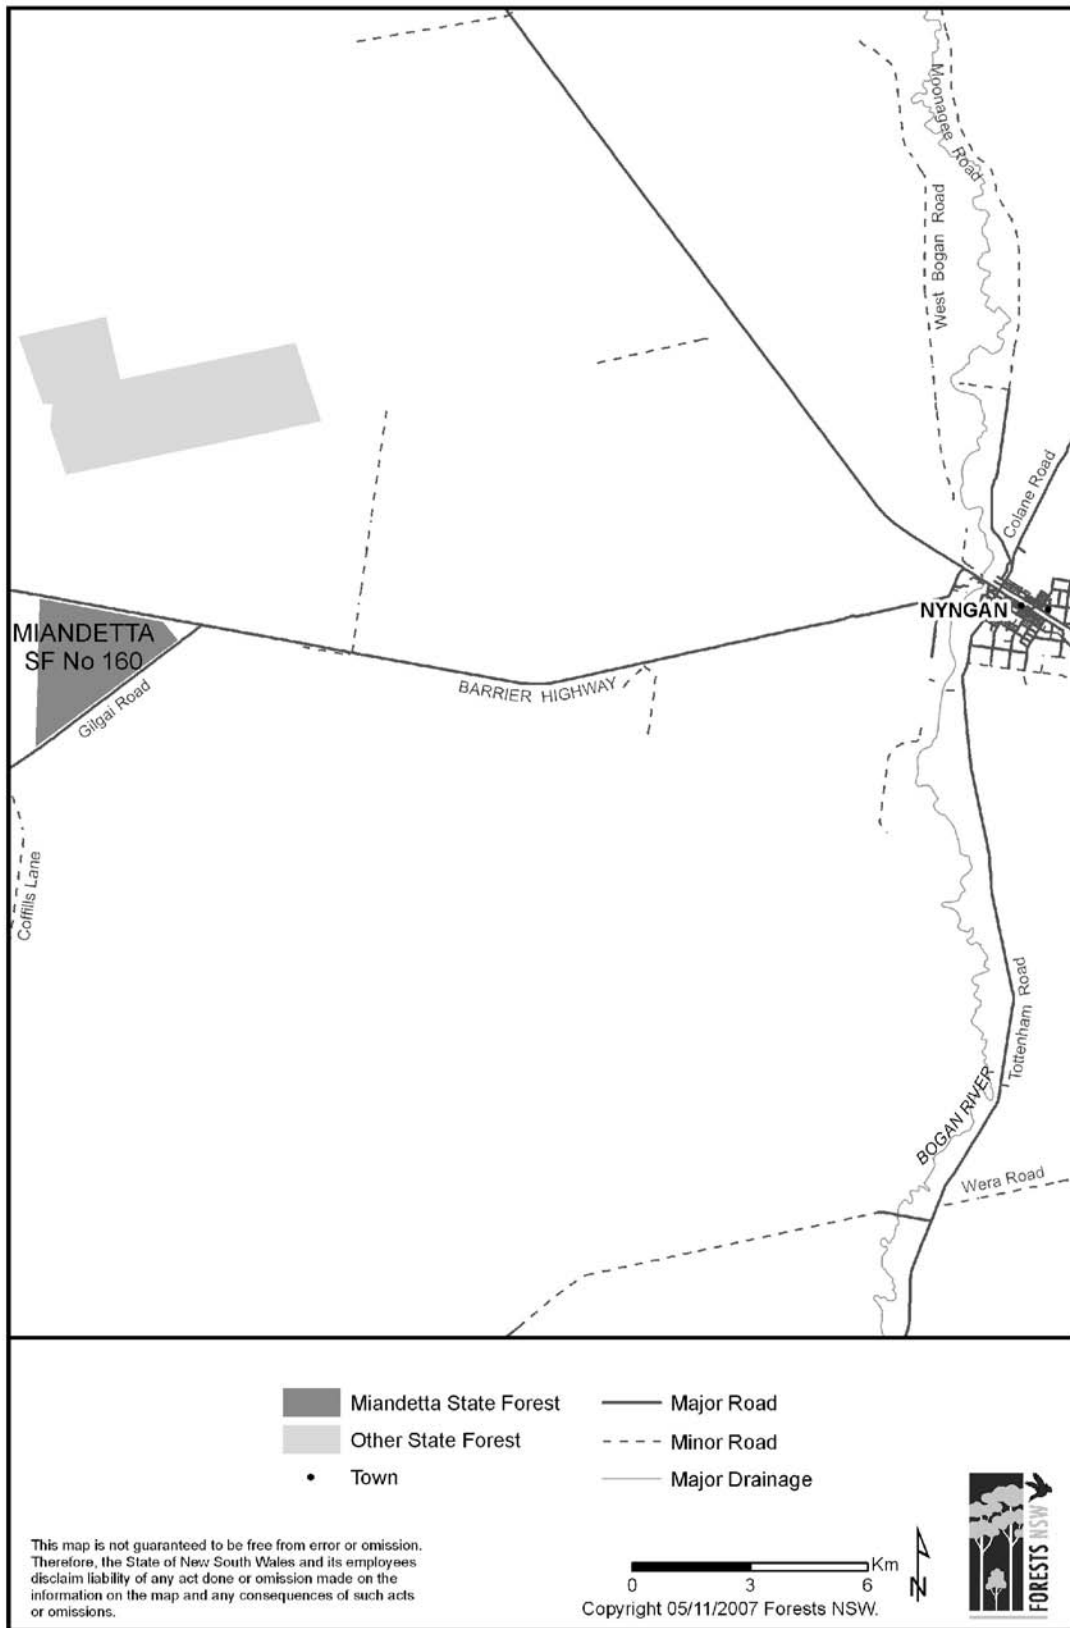 Moonagee Road
West Bogan Road
Colane Road
NYNGAN
MIANDETTA
SF No 160
Gilgai Road
BARRIER HIGHWAY
Coffills Lane
Tottenham Road
BOGAN RIVER
Wera Road
Miandetta State Forest
Major Road
Other State Forest
Minor Road
Town
Major Drainage
This map is not guaranteed to be free from error or omission.
Therefore, the State of New South Wales and its employees
disclaim liability of any act done or omission made on the
information on the map and any consequences of such acts
or omissions.
Km
0 3 6
N
Copyright 05/11/2007 Forests NSW.
FORESTS NSW